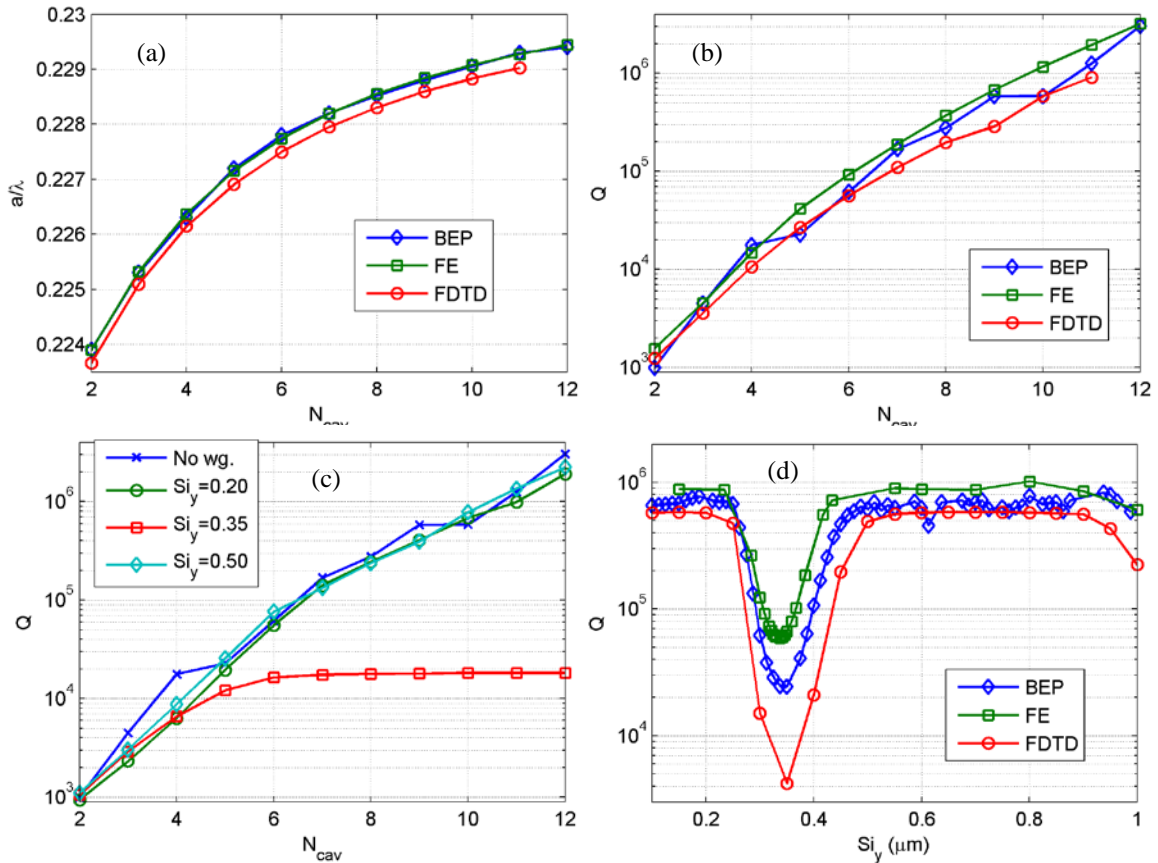 (a)
0.23
0.229
0.228
0.227
0.226
0.225
0.224
a/λ
BEP
FE
FDTD
2 4 6 8 10 12
N_cav
(b)
10^6
10^5
10^4
10^3
Q
BEP
FE
FDTD
2 4 6 8 10 12
N_cav
(c)
No wg.
Si_y=0.20
Si_y=0.35
Si_y=0.50
10^6
10^5
10^4
10^3
Q
2 4 6 8 10 12
N_cav
(d)
10^6
10^5
10^4
Q
BEP
FE
FDTD
0.2 0.4 0.6 0.8 1
Si_y (μm)